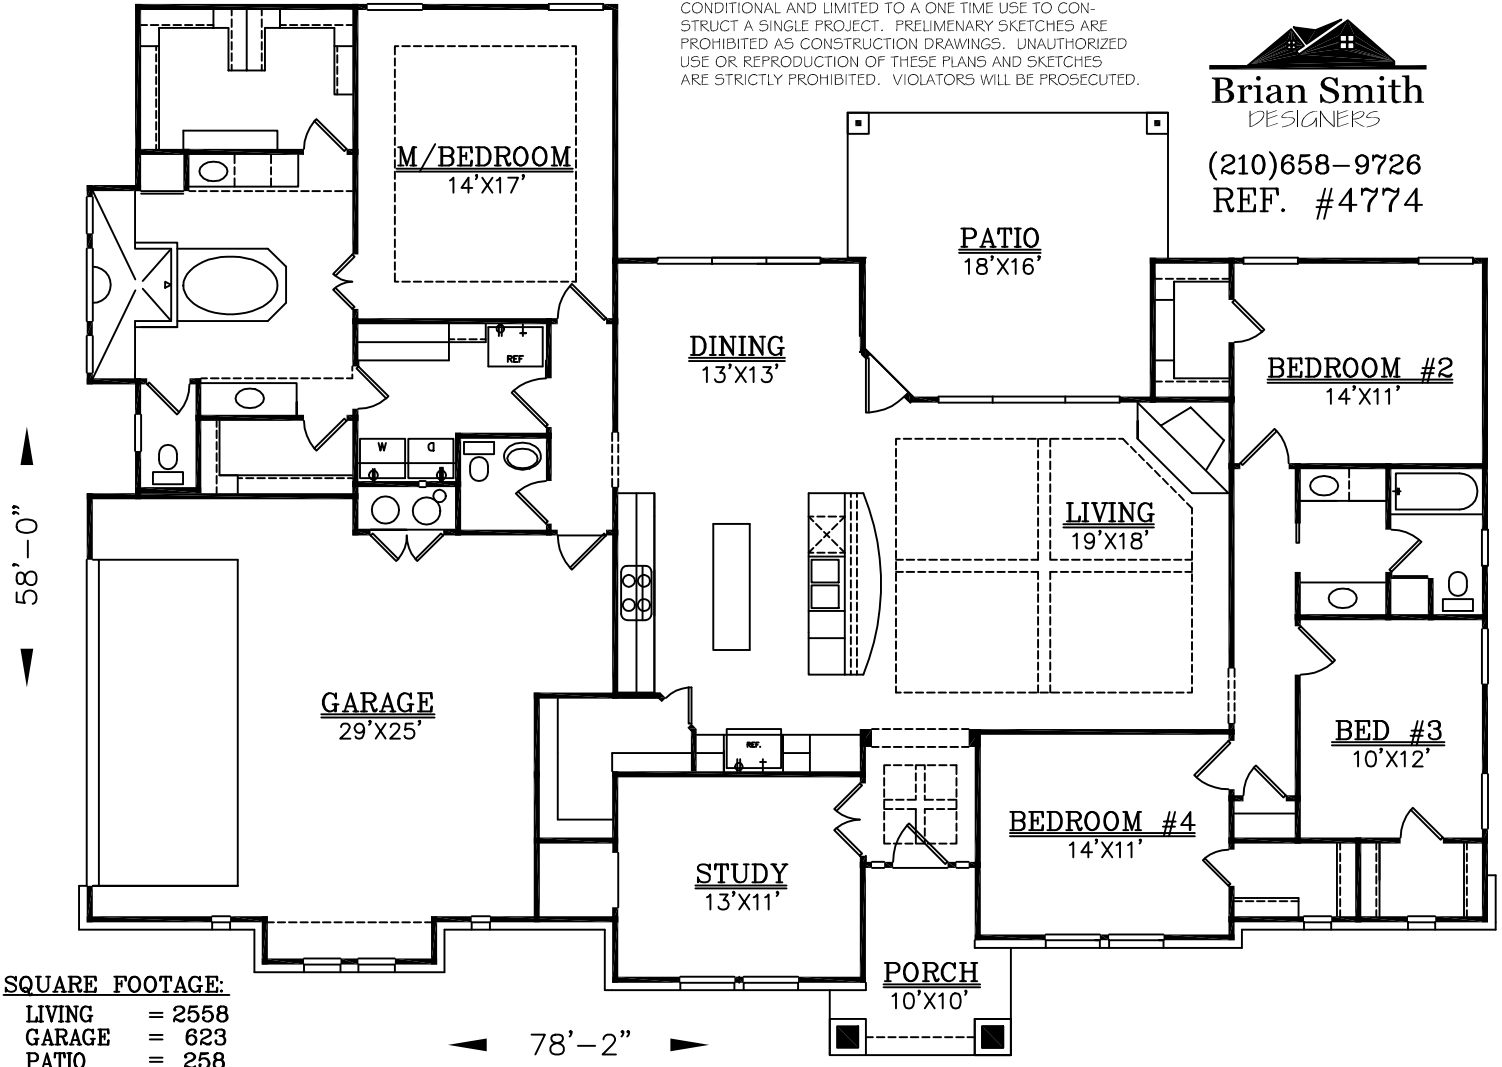 CONDITIONAL AND LIMITED TO A ONE TIME USE TO CON-
STRUCT A SINGLE PROJECT. PRELIMENARY SKETCHES ARE
PROHIBITED AS CONSTRUCTION DRAWINGS. UNAUTHORIZED
USE OR REPRODUCTION OF THESE PLANS AND SKETCHES
ARE STRICTLY PROHIBITED. VIOLATORS WILL BE PROSECUTED.
Brian Smith
DESIGNERS
(210)658-9726
REF. #4774
M/BEDROOM
14'X17'
PATIO
18'X16'
DINING
13'X13'
REF
BEDROOM #2
14'X11'
W
D
LIVING
19'X18'
58'-0"
GARAGE
29'X25'
REF.
BED #3
10'X12'
BEDROOM #4
14'X11'
STUDY
13'X11'
PORCH
10'X10'
78'-2"
SQUARE FOOTAGE:
LIVING = 2558
GARAGE = 623
PATIO = 258